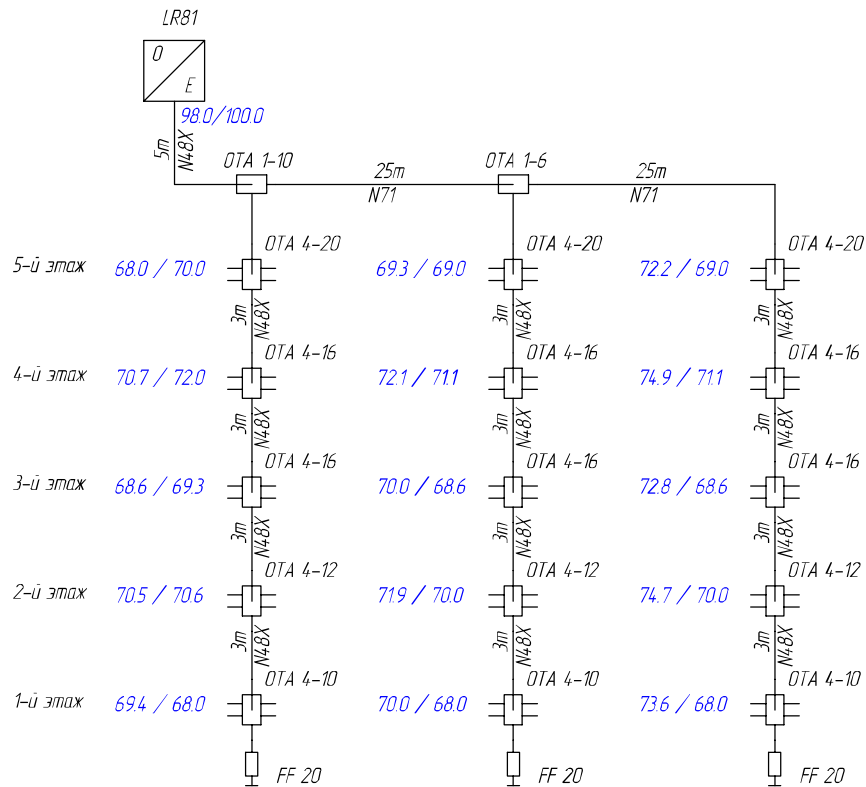 LR81
O
E
98.0/100.0
5m
N48X
OTA 1-10
25m
N71
OTA 1-6
25m
N71
5-й этаж
68.0 / 70.0
OTA 4-20
69.3 / 69.0
OTA 4-20
72.2 / 69.0
OTA 4-20
3m
N48X
3m
N48X
3m
N48X
4-й этаж
70.7 / 72.0
OTA 4-16
72.1 / 71.1
OTA 4-16
74.9 / 71.1
OTA 4-16
3m
N48X
3m
N48X
3m
N48X
3-й этаж
68.6 / 69.3
OTA 4-16
70.0 / 68.6
OTA 4-16
72.8 / 68.6
OTA 4-16
3m
N48X
3m
N48X
3m
N48X
2-й этаж
70.5 / 70.6
OTA 4-12
71.9 / 70.0
OTA 4-12
74.7 / 70.0
OTA 4-12
3m
N48X
3m
N48X
3m
N48X
1-й этаж
69.4 / 68.0
OTA 4-10
70.0 / 68.0
OTA 4-10
73.6 / 68.0
OTA 4-10
FF 20
FF 20
FF 20